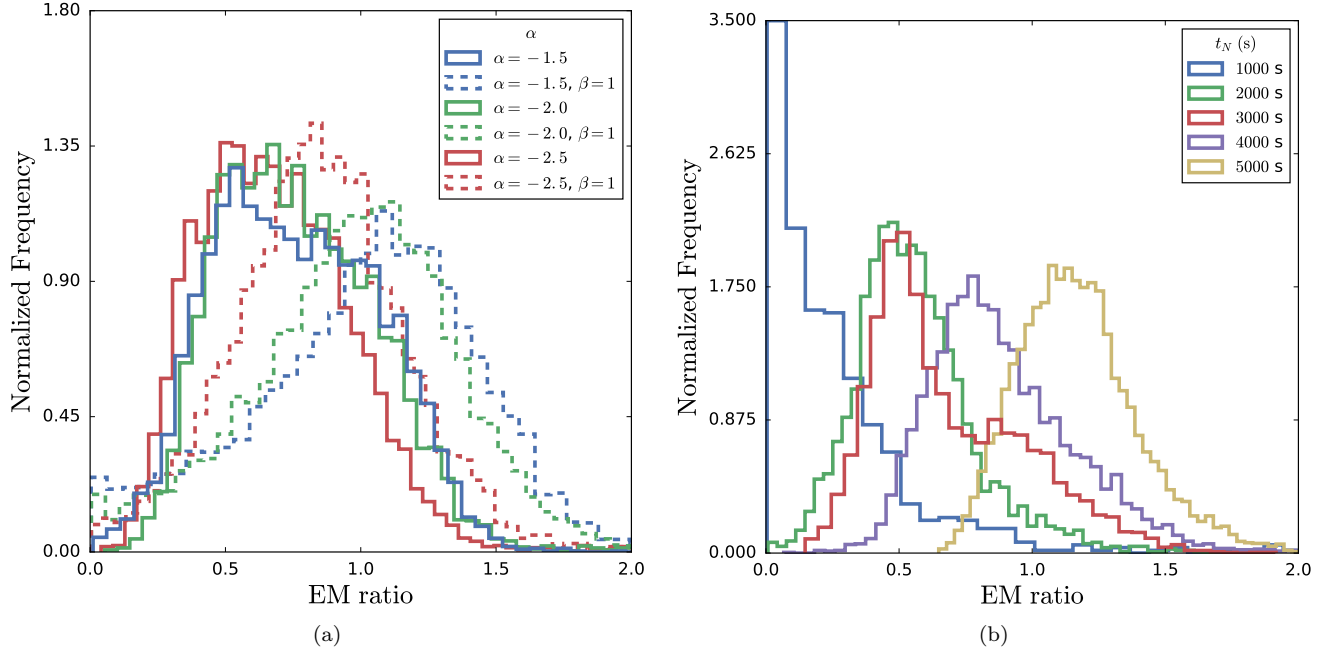 1.80
1.35
0.90
0.45
0.00
Normalized Frequency
0.0 0.5 1.0 1.5 2.0
EM ratio
α
α = −1.5
α = −1.5, β=1
α = −2.0
α = −2.0, β=1
α = −2.5
α = −2.5, β=1
(a)
3.500
2.625
1.750
0.875
0.000
Normalized Frequency
0.0 0.5 1.0 1.5 2.0
EM ratio
t_N (s)
1000 s
2000 s
3000 s
4000 s
5000 s
(b)